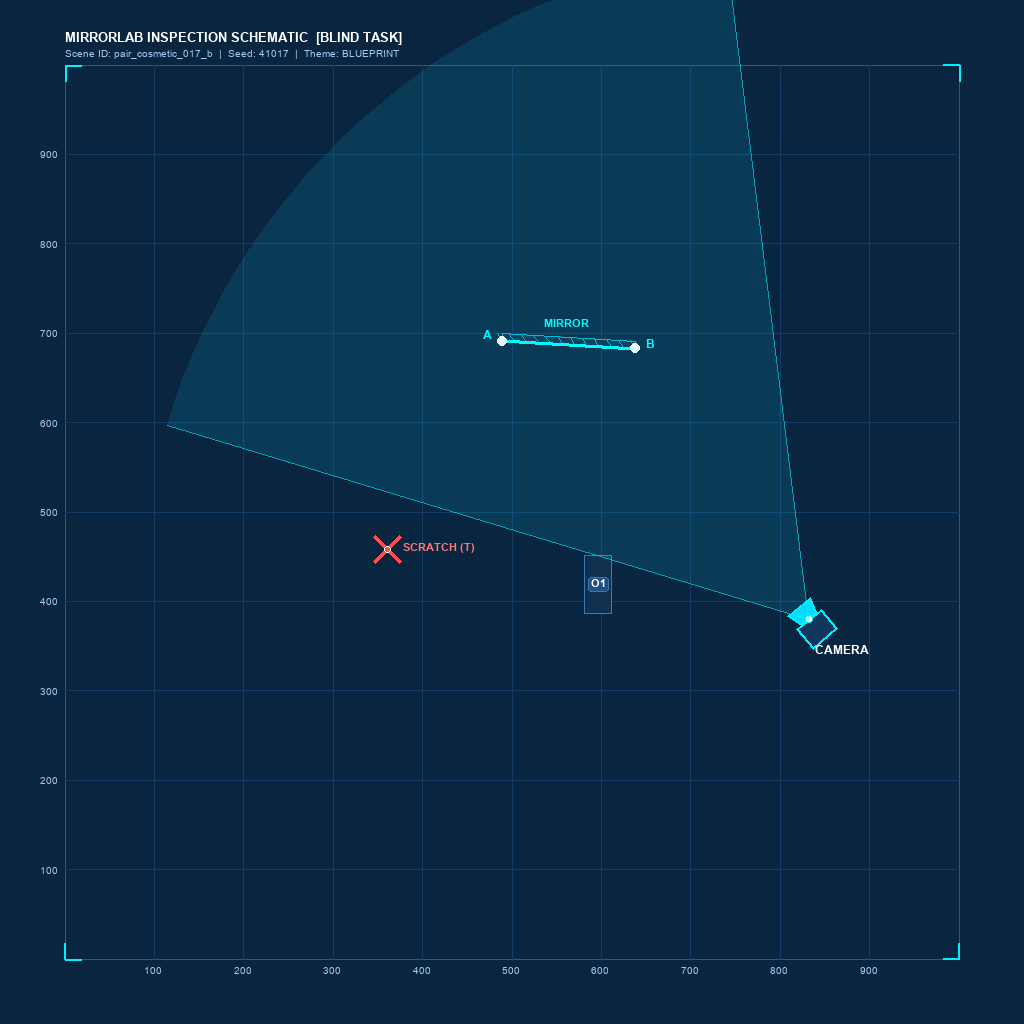 MIRRORLAB INSPECTION SCHEMATIC  [BLIND TASK]
Scene ID: pair_cosmetic_017_b  |  Seed: 41017  |  Theme: BLUEPRINT
900
800
MIRROR
A
B
700
600
500
SCRATCH (T)
O1
400
CAMERA
300
200
100
100 200 300 400 500 600 700 800 900